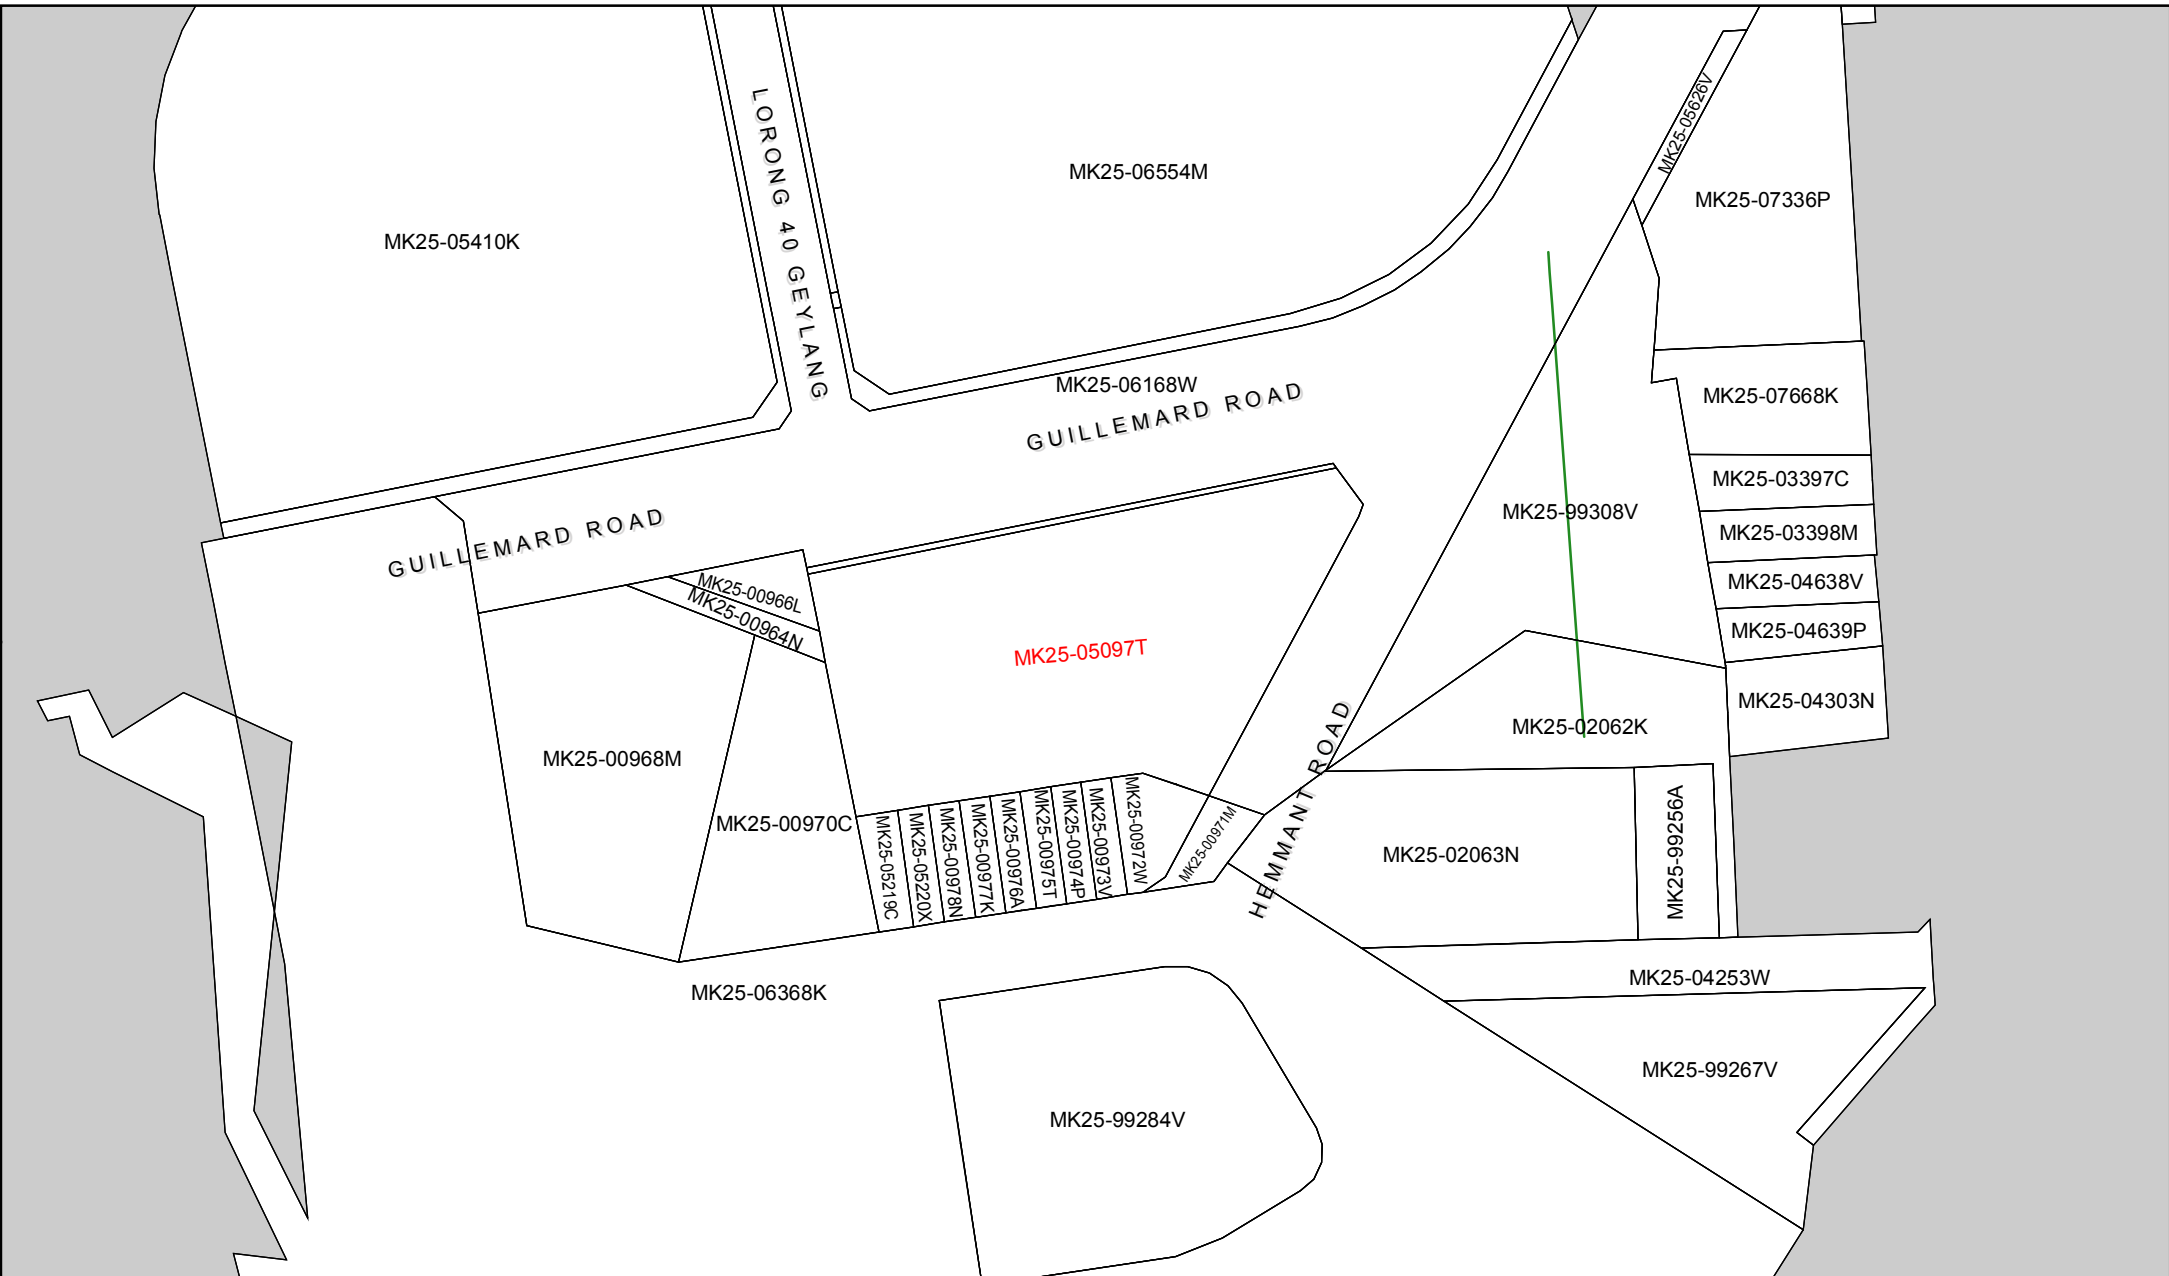 MK25-05626V
LORONG 40 GEYLANG
MK25-06554M
MK25-07336P
MK25-05410K
MK25-06168W
GUILLEMARD ROAD
MK25-07668K
MK25-03397C
MK25-99308V
GUILLEMARD ROAD
MK25-03398M
MK25-04638V
MK25-00966L
MK25-00964N
MK25-04639P
MK25-05097T
MK25-04303N
MK25-02062K
MK25-00968M
HEMMANT ROAD
MK25-00970C
MK25-05219C
MK25-05220X
MK25-00978N
MK25-00977K
MK25-00976A
MK25-00975T
MK25-00974P
MK25-00973V
MK25-00972W
MK25-00971M
MK25-02063N
MK25-99256A
MK25-04253W
MK25-06368K
MK25-99267V
MK25-99284V